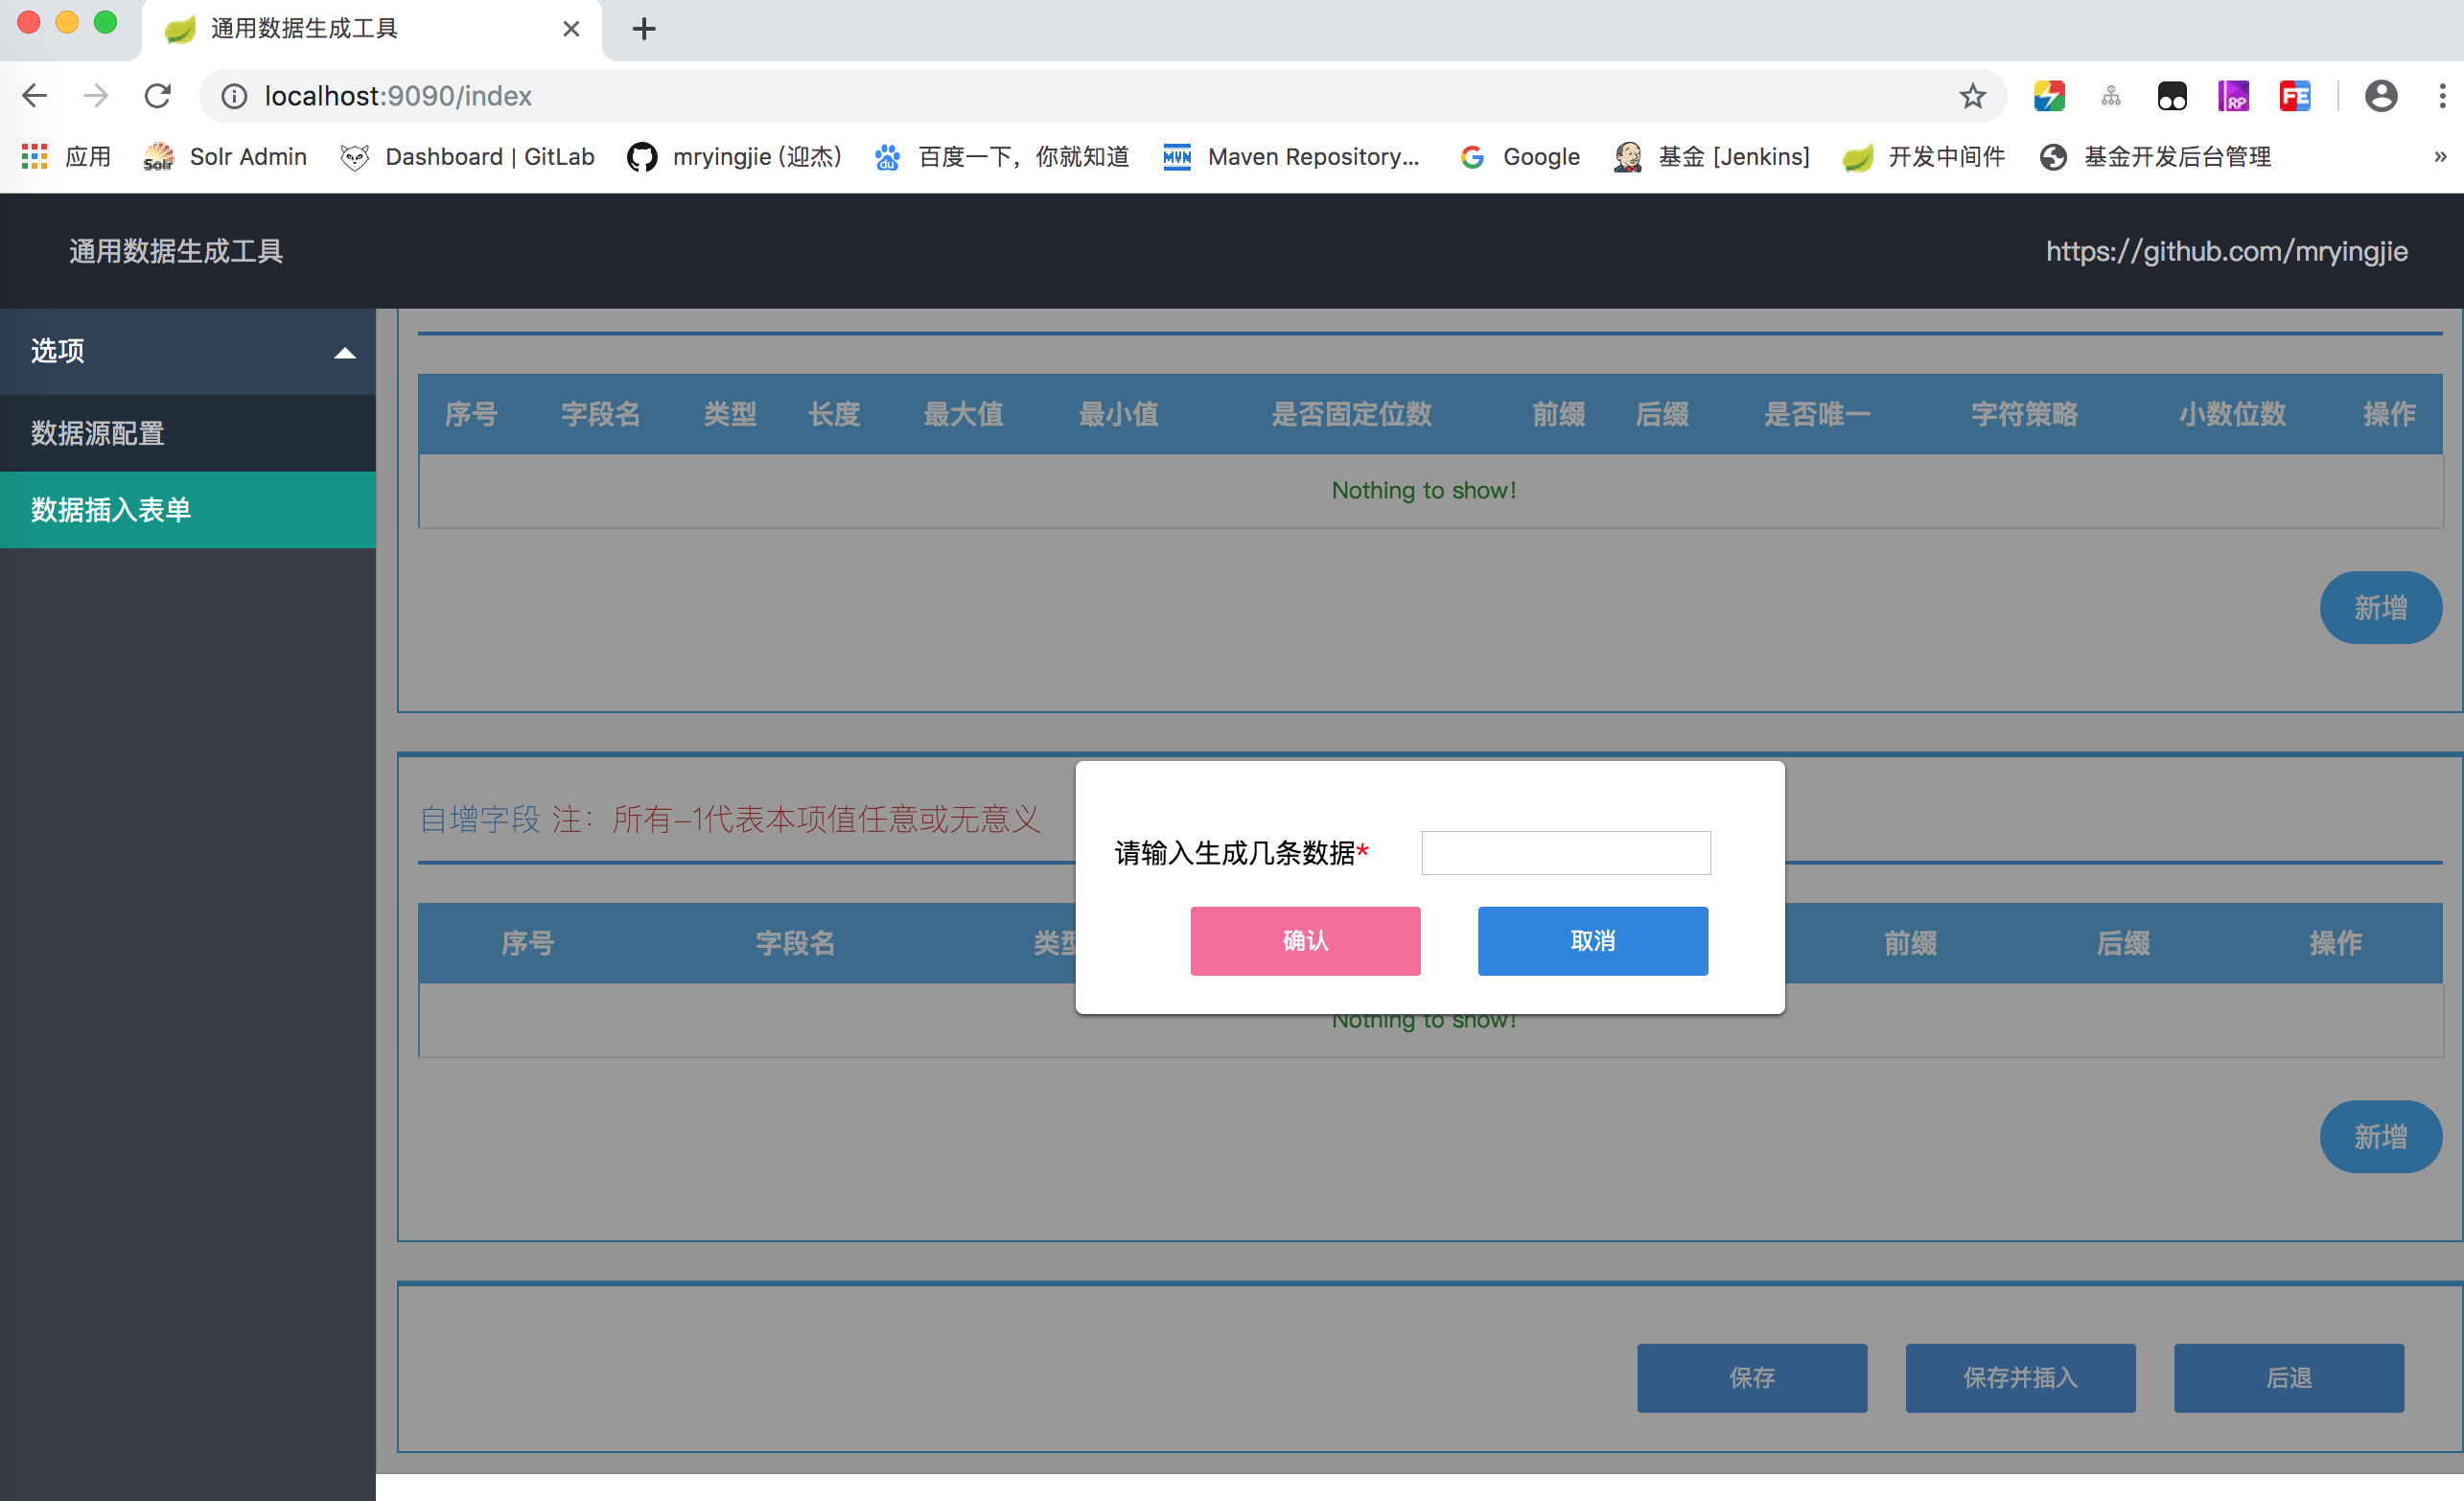 通用数据生成工具
localhost:9090/index
应用 Solr Admin Dashboard | GitLab mryingjie (迎杰) 百度一下，你就知道 Maven Repository... Google 基金 [Jenkins] 开发中间件 基金开发后台管理 »
通用数据生成工具 https://github.com/mryingjie
选项
数据源配置
数据插入表单
序号 字段名 类型 长度 最大值 最小值 是否固定位数 前缀 后缀 是否唯一 字符策略 小数位数 操作
Nothing to show!
新增
自增字段 注：所有-1代表本项值任意或无意义
请输入生成几条数据*
确认 取消
序号 字段名 类型 前缀 后缀 操作
Nothing to show!
新增
保存 保存并插入 后退